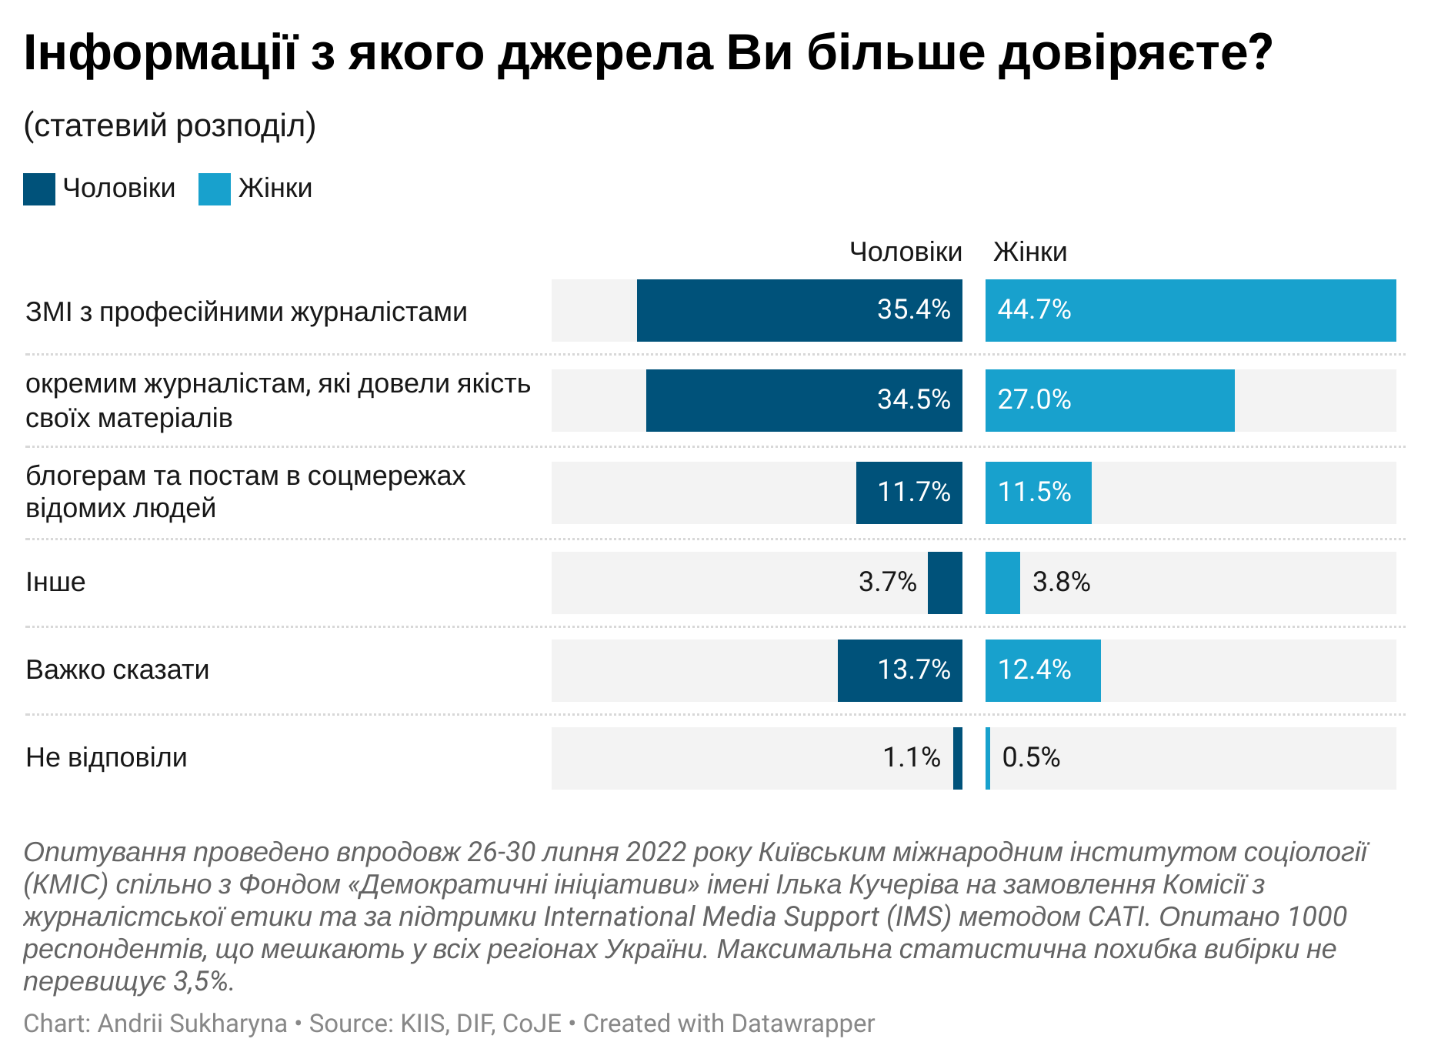 Інформації з якого джерела Ви більше довіряєте?
(статевий розподіл)
Чоловіки Жінки
Чоловіки Жінки
ЗМІ з професійними журналістами 35.4% 44.7%
окремим журналістам, які довели якість
своїх матеріалів 34.5% 27.0%
блогерам та постам в соцмережах
відомих людей 11.7% 11.5%
Інше 3.7% 3.8%
Важко сказати 13.7% 12.4%
Не відповіли 1.1% 0.5%
Опитування проведено впродовж 26-30 липня 2022 року Київським міжнародним інститутом соціології
(КМІС) спільно з Фондом «Демократичні ініціативи» імені Ілька Кучеріва на замовлення Комісії з
журналістської етики та за підтримки International Media Support (IMS) методом CATI. Опитано 1000
респондентів, що мешкають у всіх регіонах України. Максимальна статистична похибка вибірки не
перевищує 3,5%.
Chart: Andrii Sukharyna • Source: KIIS, DIF, CoJE • Created with Datawrapper